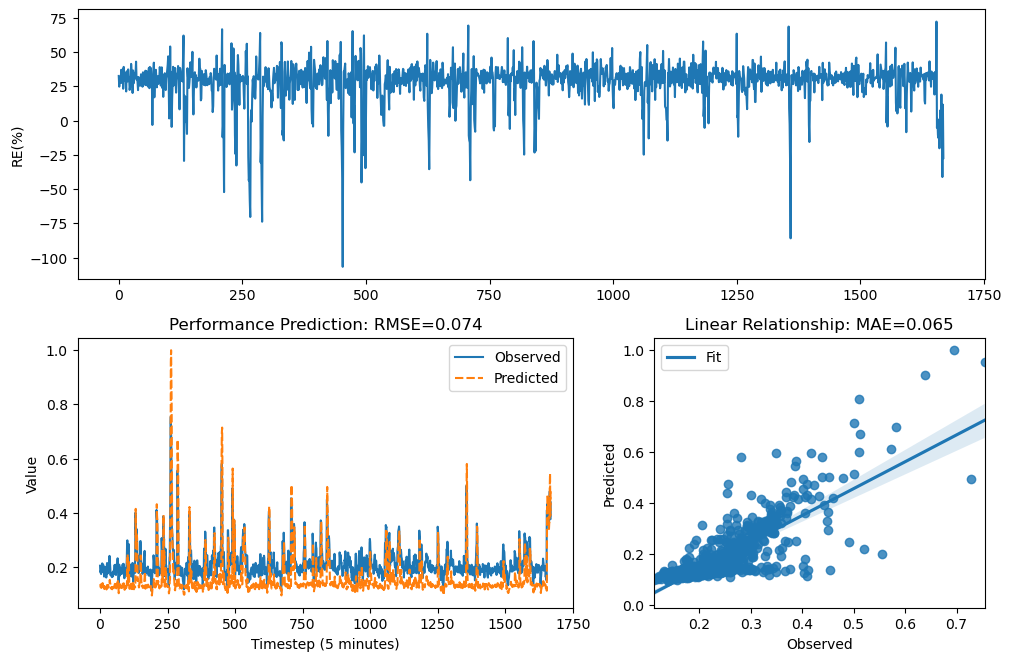 RE(%)
75
50
25
0
−25
−50
−75
−100
0 250 500 750 1000 1250 1500 1750
Performance Prediction: RMSE=0.074
Value
1.0
0.8
0.6
0.4
0.2
Observed
Predicted
0 250 500 750 1000 1250 1500 1750
Timestep (5 minutes)
Linear Relationship: MAE=0.065
Predicted
1.0
0.8
0.6
0.4
0.2
0.0
Fit
0.2 0.3 0.4 0.5 0.6 0.7
Observed